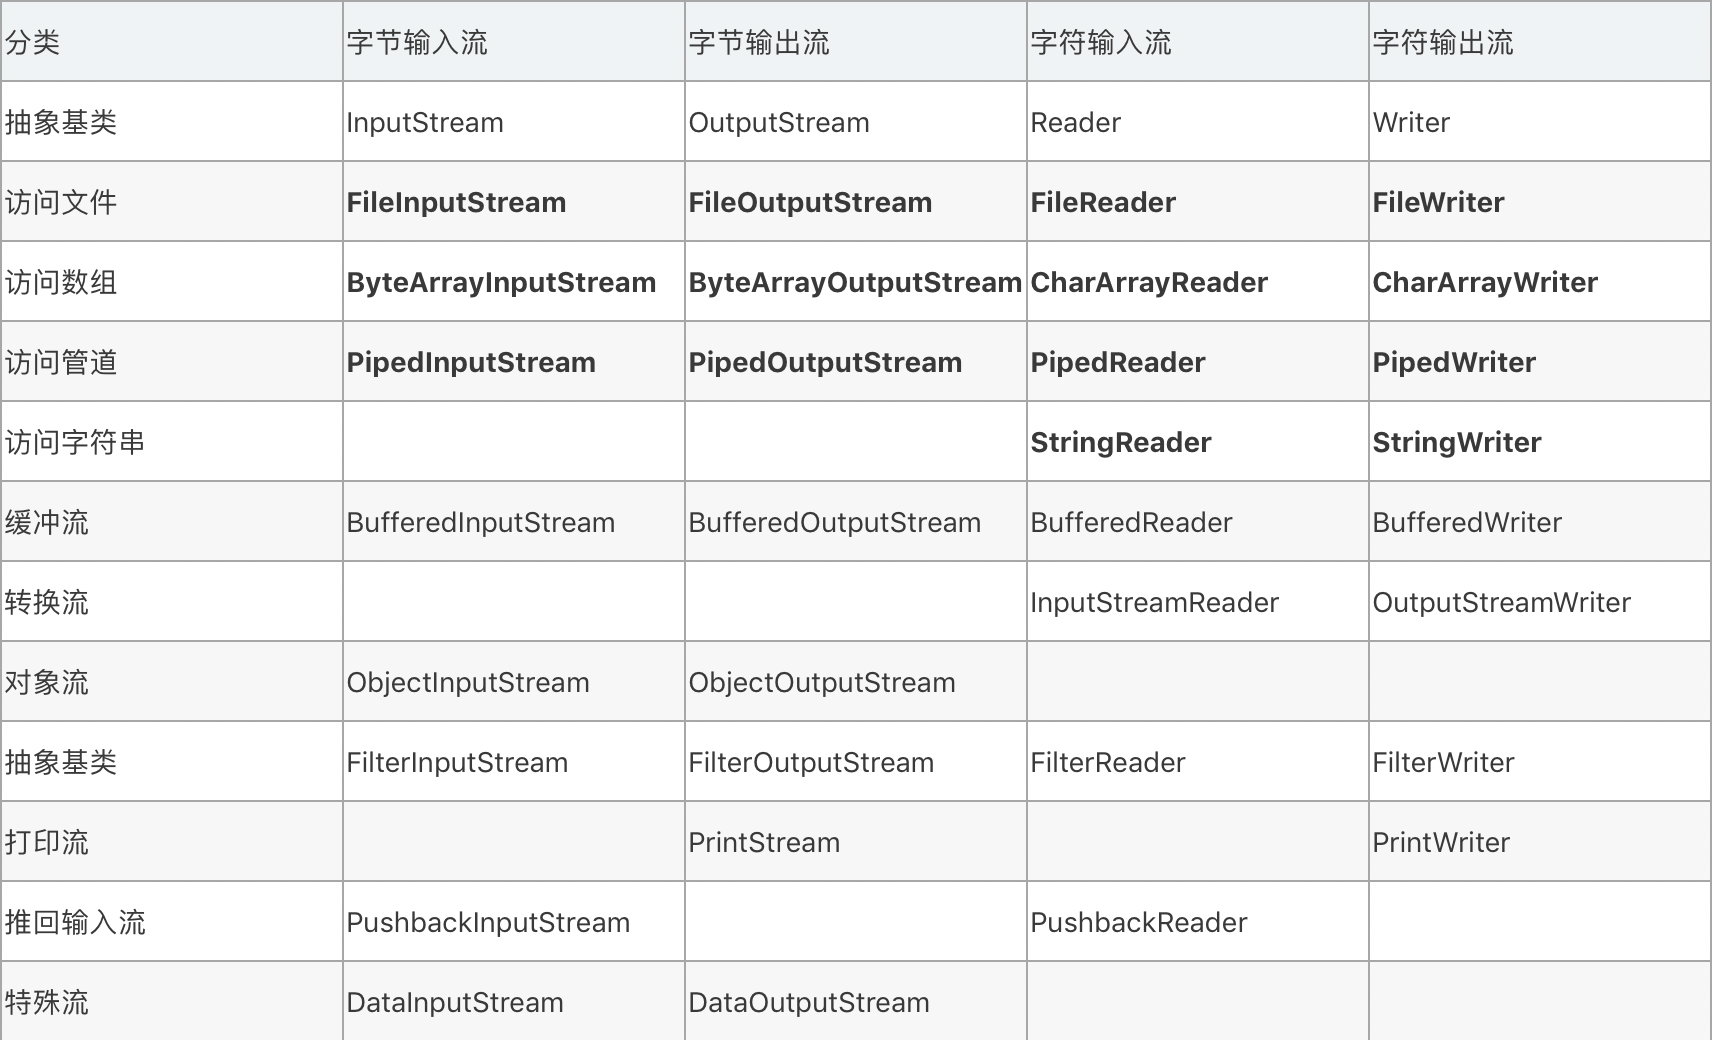 分类 字节输入流 字节输出流 字符输入流 字符输出流
抽象基类 InputStream OutputStream Reader Writer
访问文件 FileInputStream FileOutputStream FileReader FileWriter
访问数组 ByteArrayInputStream ByteArrayOutputStream CharArrayReader CharArrayWriter
访问管道 PipedInputStream PipedOutputStream PipedReader PipedWriter
访问字符串 StringReader StringWriter
缓冲流 BufferedInputStream BufferedOutputStream BufferedReader BufferedWriter
转换流 InputStreamReader OutputStreamWriter
对象流 ObjectInputStream ObjectOutputStream
抽象基类 FilterInputStream FilterOutputStream FilterReader FilterWriter
打印流 PrintStream PrintWriter
推回输入流 PushbackInputStream PushbackReader
特殊流 DataInputStream DataOutputStream